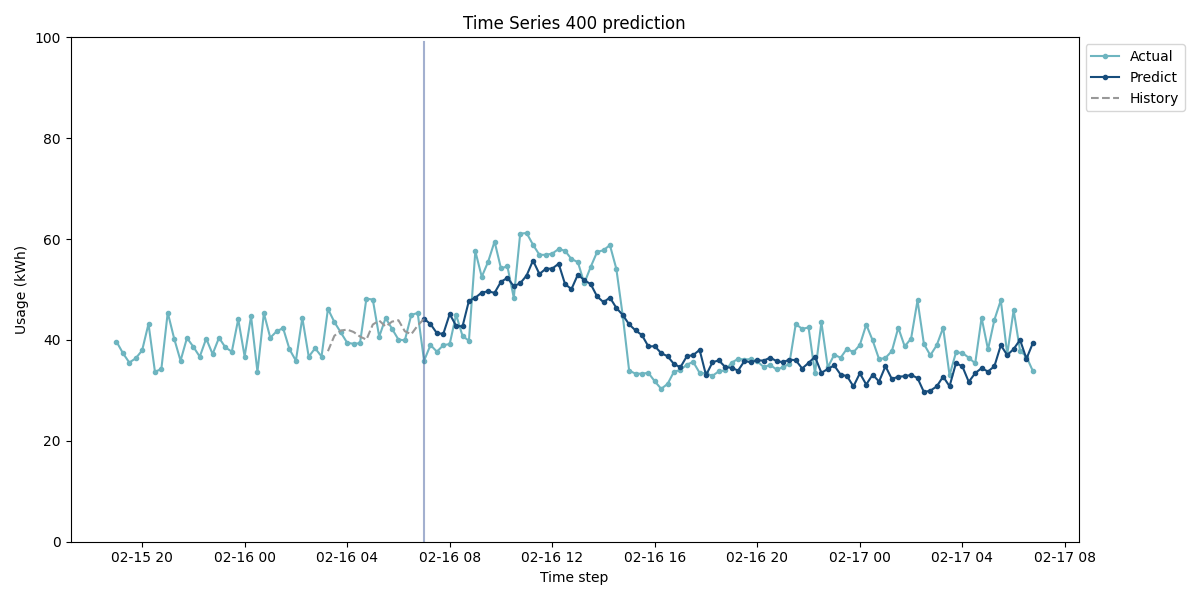 Time Series 400 prediction
Usage (kWh)
100
80
60
40
20
0
02-15 20
02-16 00
02-16 04
02-16 08
02-16 12
02-16 16
02-16 20
02-17 00
02-17 04
02-17 08
Time step
Actual
Predict
History